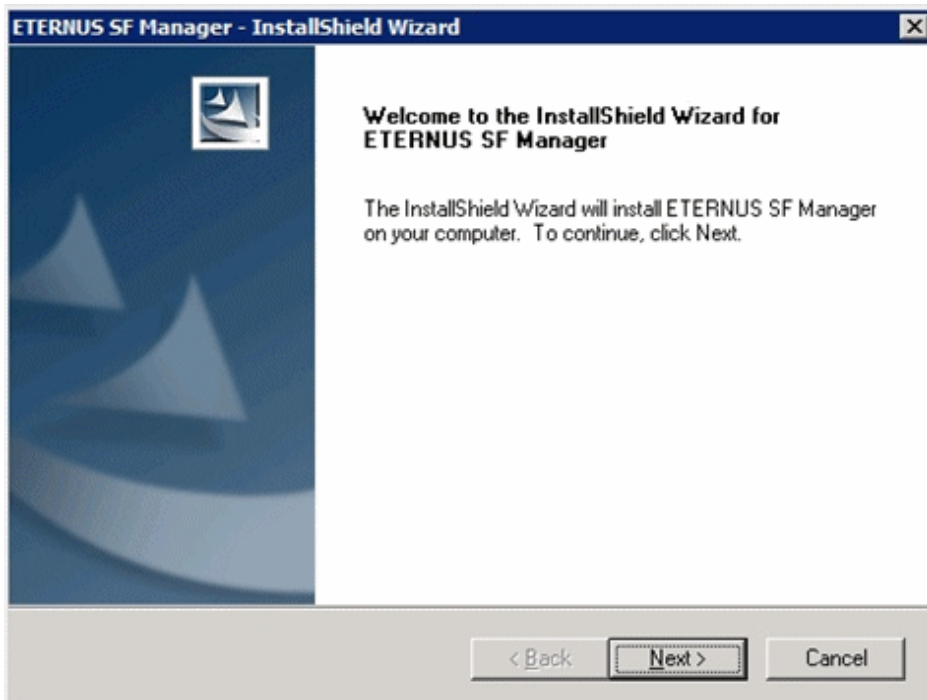 ETERNUS SF Manager - InstallShield Wizard
Welcome to the InstallShield Wizard for
ETERNUS SF Manager
The InstallShield Wizard will install ETERNUS SF Manager
on your computer. To continue, click Next.
< Back
Next >
Cancel